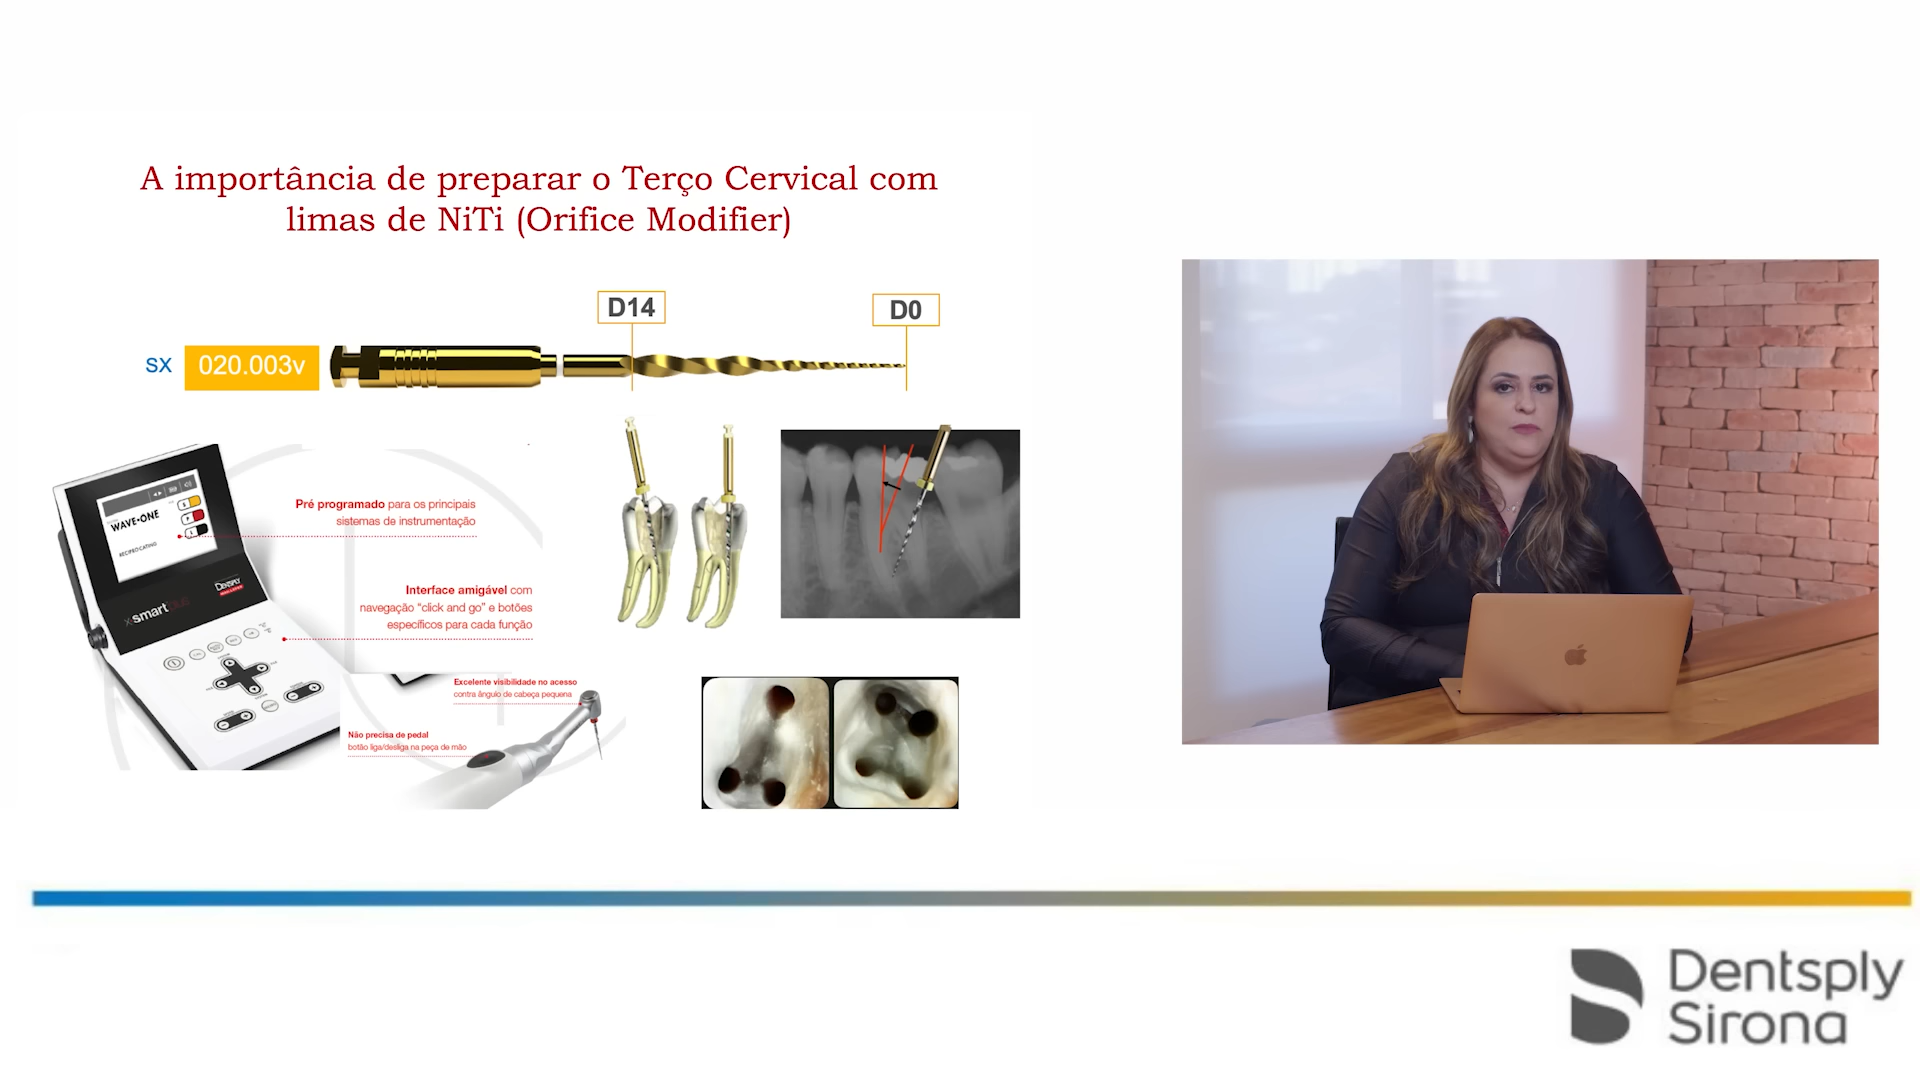 A importância de preparar o Terço Cervical com
limas de NiTi (Orifice Modifier)
D14
D0
SX
020.003v
WAVE•ONE
RECIPROCATING
DENTSPLY
smart
Pré programado para os principais
sistemas de instrumentação
Interface amigável com
navegação "click and go" e botões
específicos para cada função
Excelente visibilidade no acesso
contra ângulo de cabeça pequena
Não precisa de pedal
botão liga/desliga na peça de mão
Dentsply
Sirona